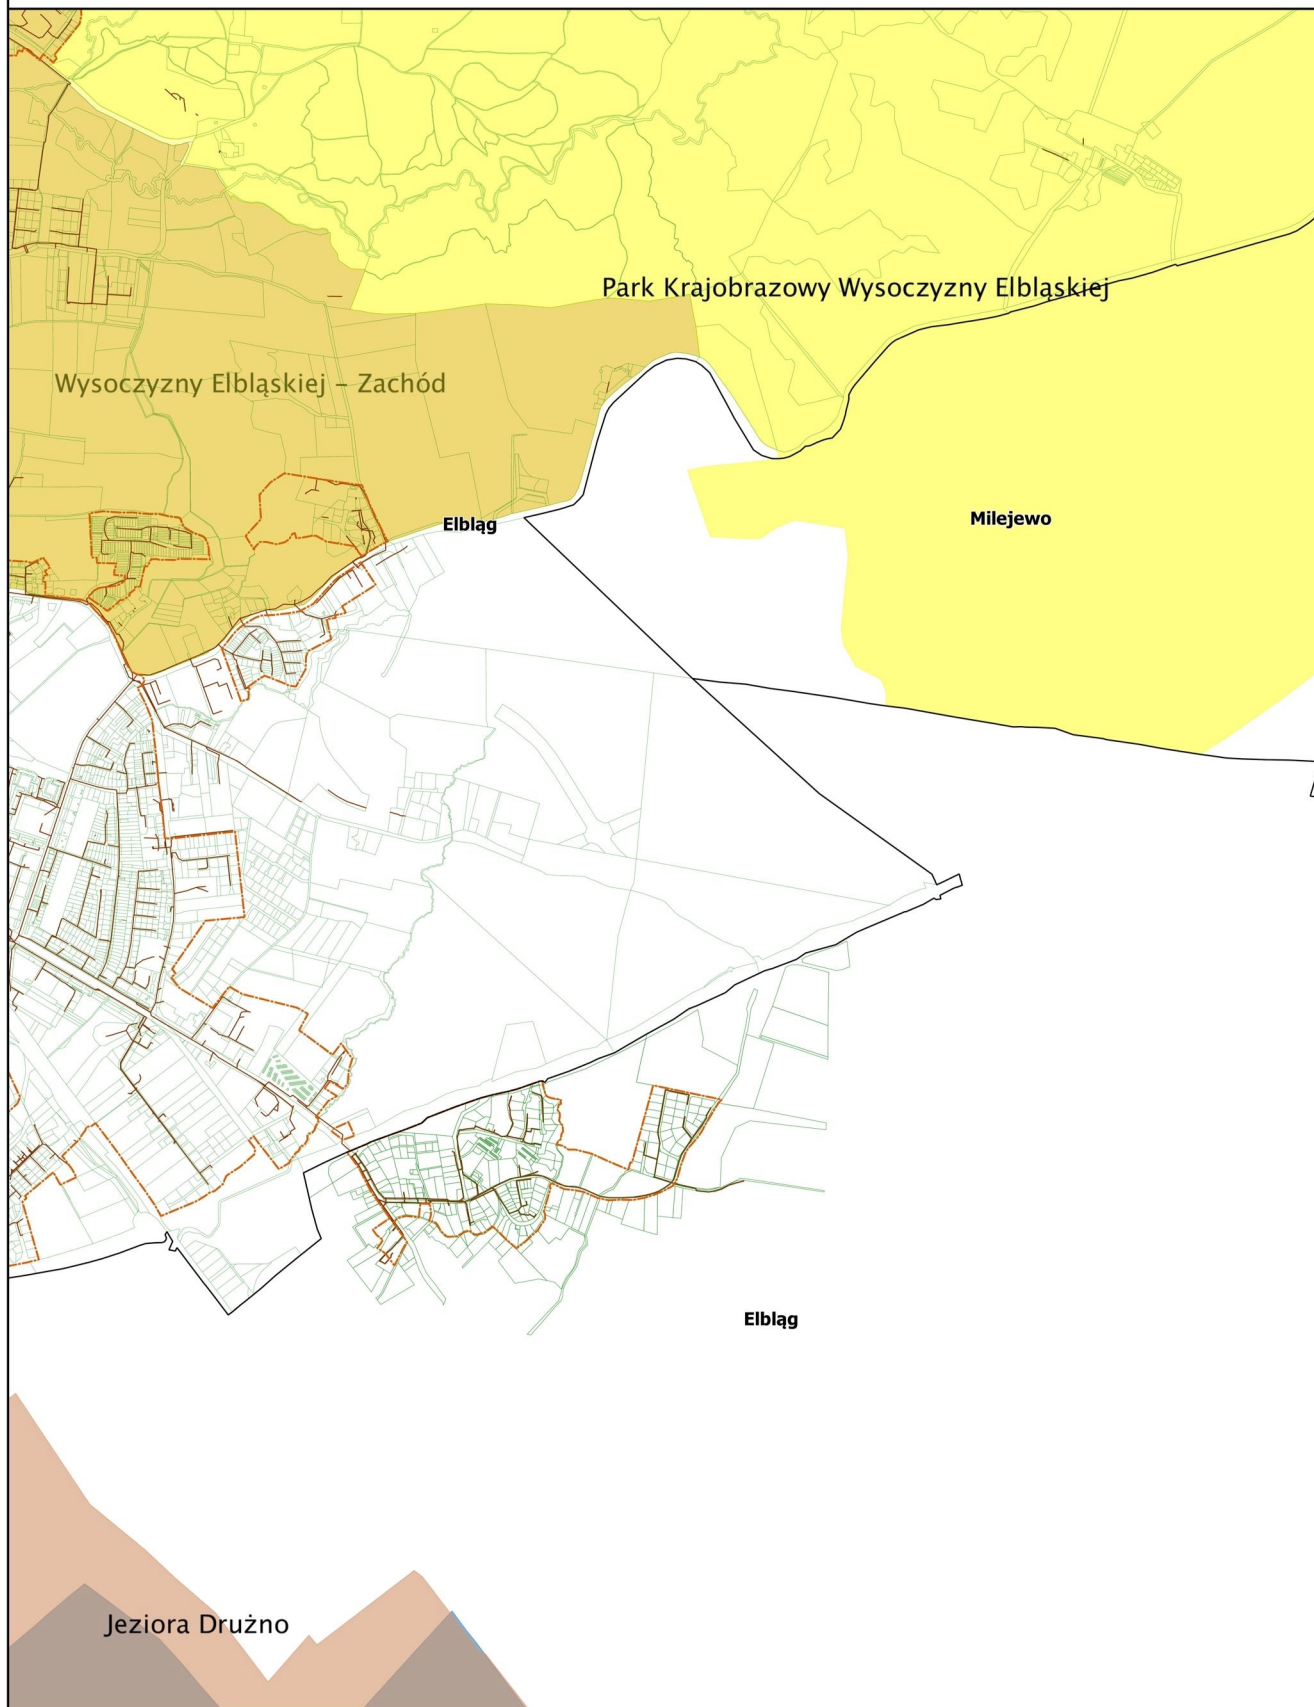 Park Krajobrazowy Wysoczyzny Elbląskiej
Wysoczyzny Elbląskiej – Zachód
Elbląg
Milejewo
Elbląg
Jeziora Drużno